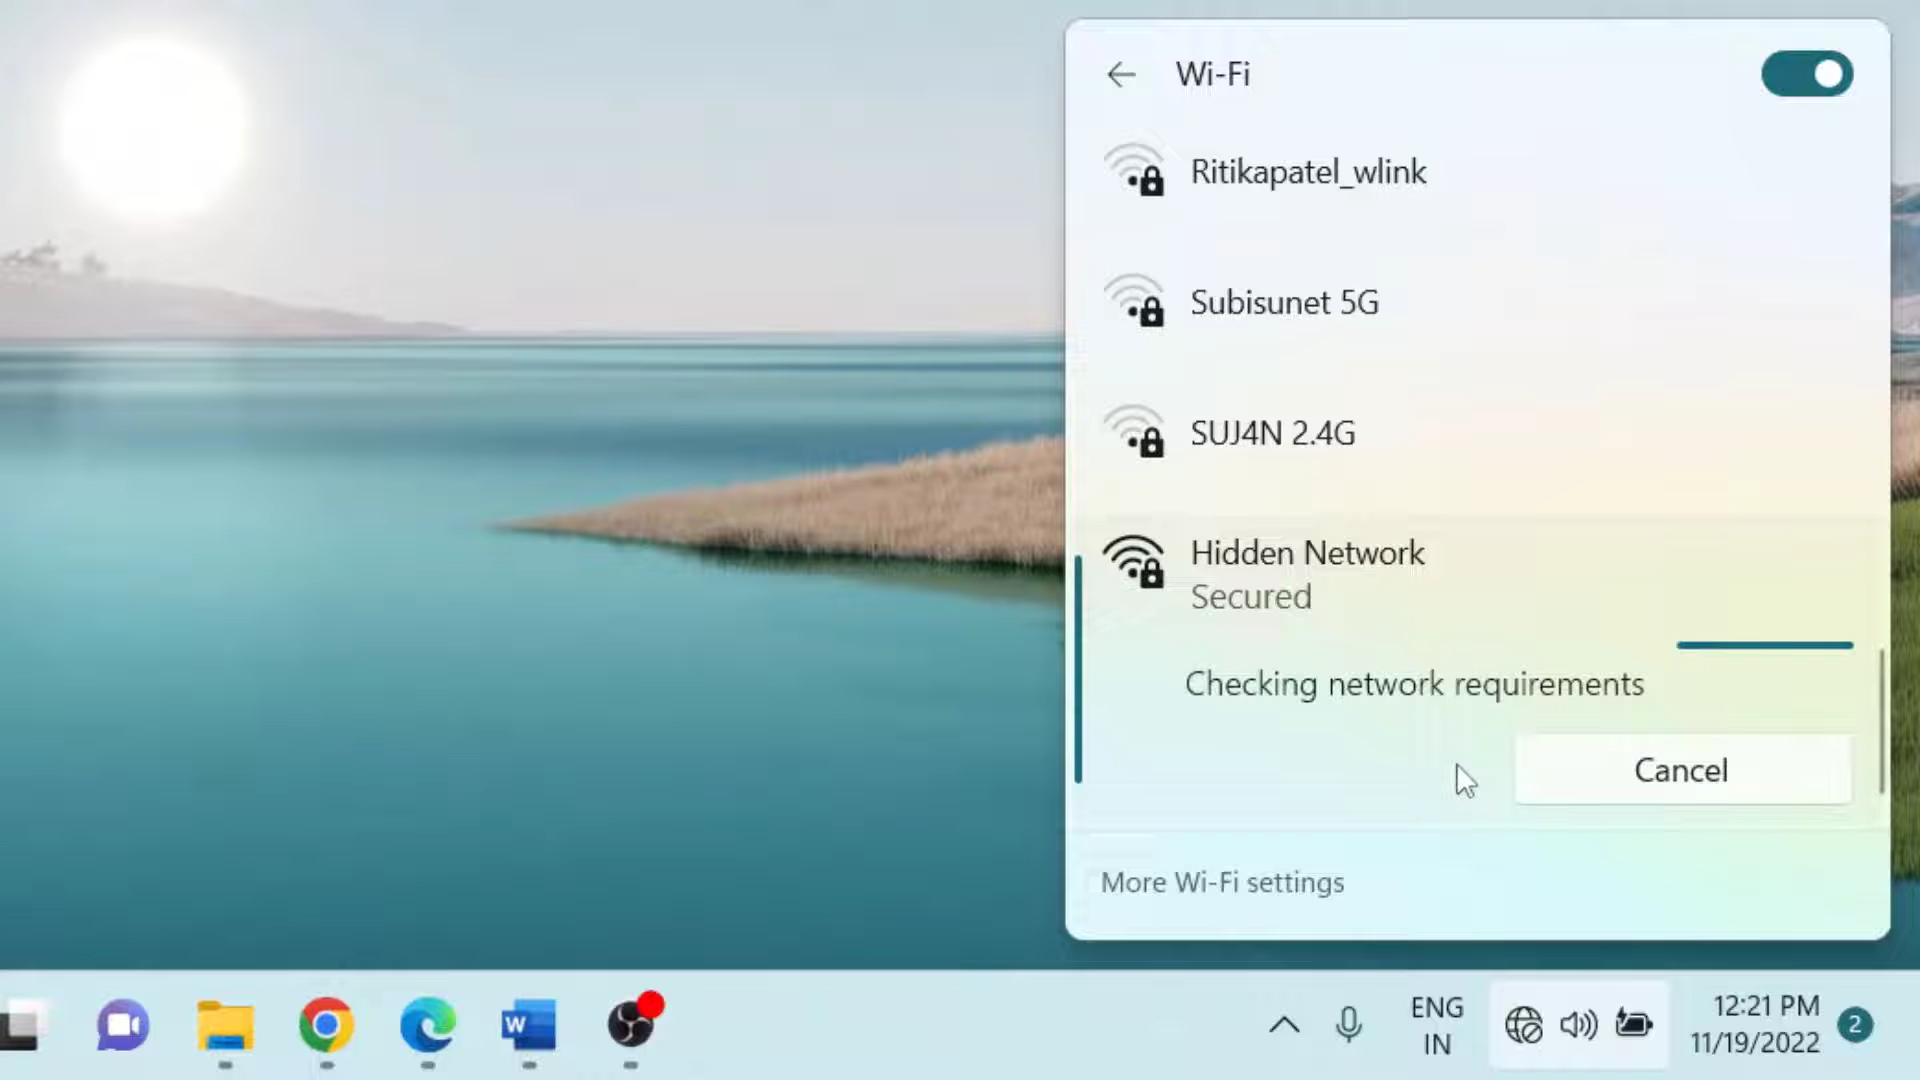 Wi-Fi
Ritikapatel_wlink
Subisunet 5G
SUJ4N 2.4G
Hidden Network
Secured
Checking network requirements
Cancel
More Wi-Fi settings
W
ENG
IN
12:21 PM
11/19/2022
2